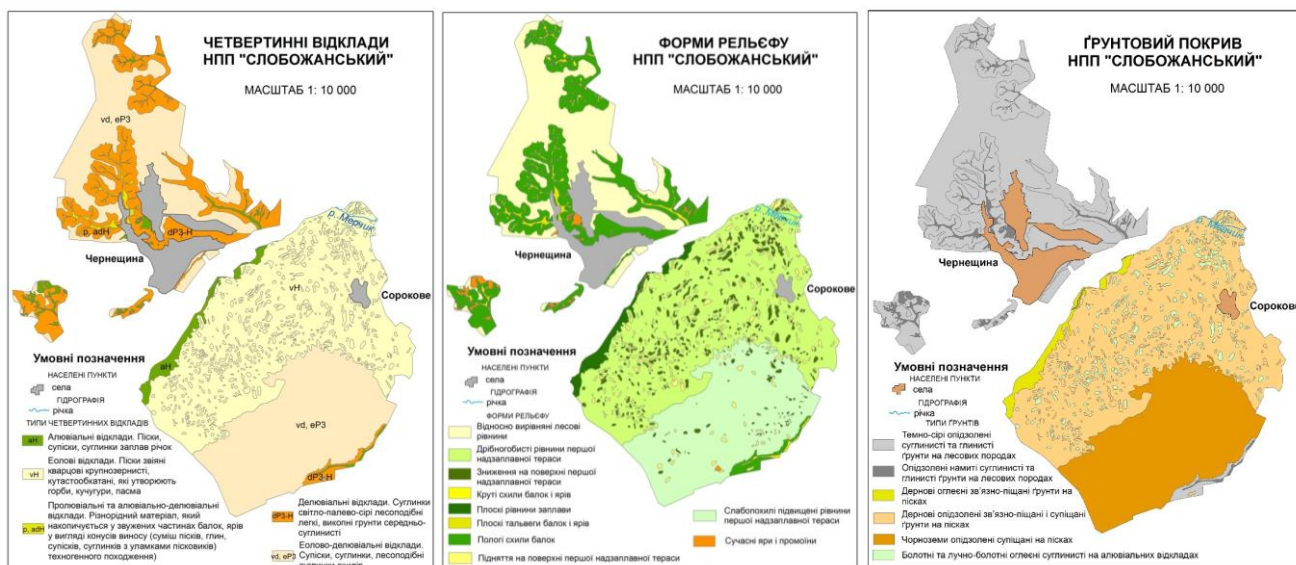 ЧЕТВЕРТИННІ ВІДКЛАДИ
НПП "СЛОБОЖАНСЬКИЙ"
МАСШТАБ 1: 10 000
vd, eP3
p, adH
dP3-H
Чернещина
р. Мерчик
vH
Сорокове
aH
vd, eP3
dP3-H
Умовні позначення
НАСЕЛЕНІ ПУНКТИ
села
ГІДРОГРАФІЯ
річка
ТИПИ ЧЕТВЕРТИННИХ ВІДКЛАДІВ
aH Алювіальні відклади. Піски,
супіски, суглинки заплав річок
vH Еолові відклади. Піски звіяні
кварцові крупнозернисті,
кутастообкатані, які утворюють
горби, кучугури, пасма
Пролювіальні та алювіально-делювіальні
відклади. Різнорідний матеріал, який
накопичується у звужених частинах балок, ярів
p, adH у вигляді конусів виносу (суміш пісків, глин,
супісків, суглинків з уламками пісковиків)
техногенного походження)
Делювіальні відклади. Суглинки
світло-палево-сірі лесоподібні
dP3-H легкі, викопні ґрунти середньо-
суглинисті
Еолово-делювіальні відклади.
vd, eP3 Супіски, суглинки, лесоподібні
ФОРМИ РЕЛЬЄФУ
НПП "СЛОБОЖАНСЬКИЙ"
МАСШТАБ 1: 10 000
р. Мерчик
Чернещина
Сорокове
Умовні позначення
НАСЕЛЕНІ ПУНКТИ
села
ГІДРОГРАФІЯ
річка
ФОРМИ РЕЛЬЄФУ
Відносно вирівняні лесові
рівнини
Дрібногобисті рівнини першої
надзаплавної тераси
Зниження на поверхні першої
надзаплавної тераси
Круті схили балок і ярів
Плоскі рівнини заплави
Плоскі тальвеги балок і ярів
Пологі схили балок
Підняття на поверхні першої надзаплавної тераси
Слабопохилі підвищені рівнини
першої надзаплавної тераси
Сучасні яри і промоїни
ҐРУНТОВИЙ ПОКРИВ
НПП "СЛОБОЖАНСЬКИЙ"
МАСШТАБ 1: 10 000
р. Мерчик
Чернещина
Сорокове
Умовні позначення
НАСЕЛЕНІ ПУНКТИ
села
ГІДРОГРАФІЯ
річка
ТИПИ ҐРУНТІВ
Темно-сірі опідзолені
суглинисті та глинисті
ґрунти на лесових породах
Опідзолені намиті суглинисті та
глинисті ґрунти на лесових породах
Дернові оглеєні зв'язно-піщані ґрунти на
пісках
Дернові опідзолені зв'язно-піщані і супіщані
ґрунти на пісках
Чорноземи опідзолені супіщані на пісках
Болотні та лучно-болотні оглеєні суглинисті на алювіальних відкладах